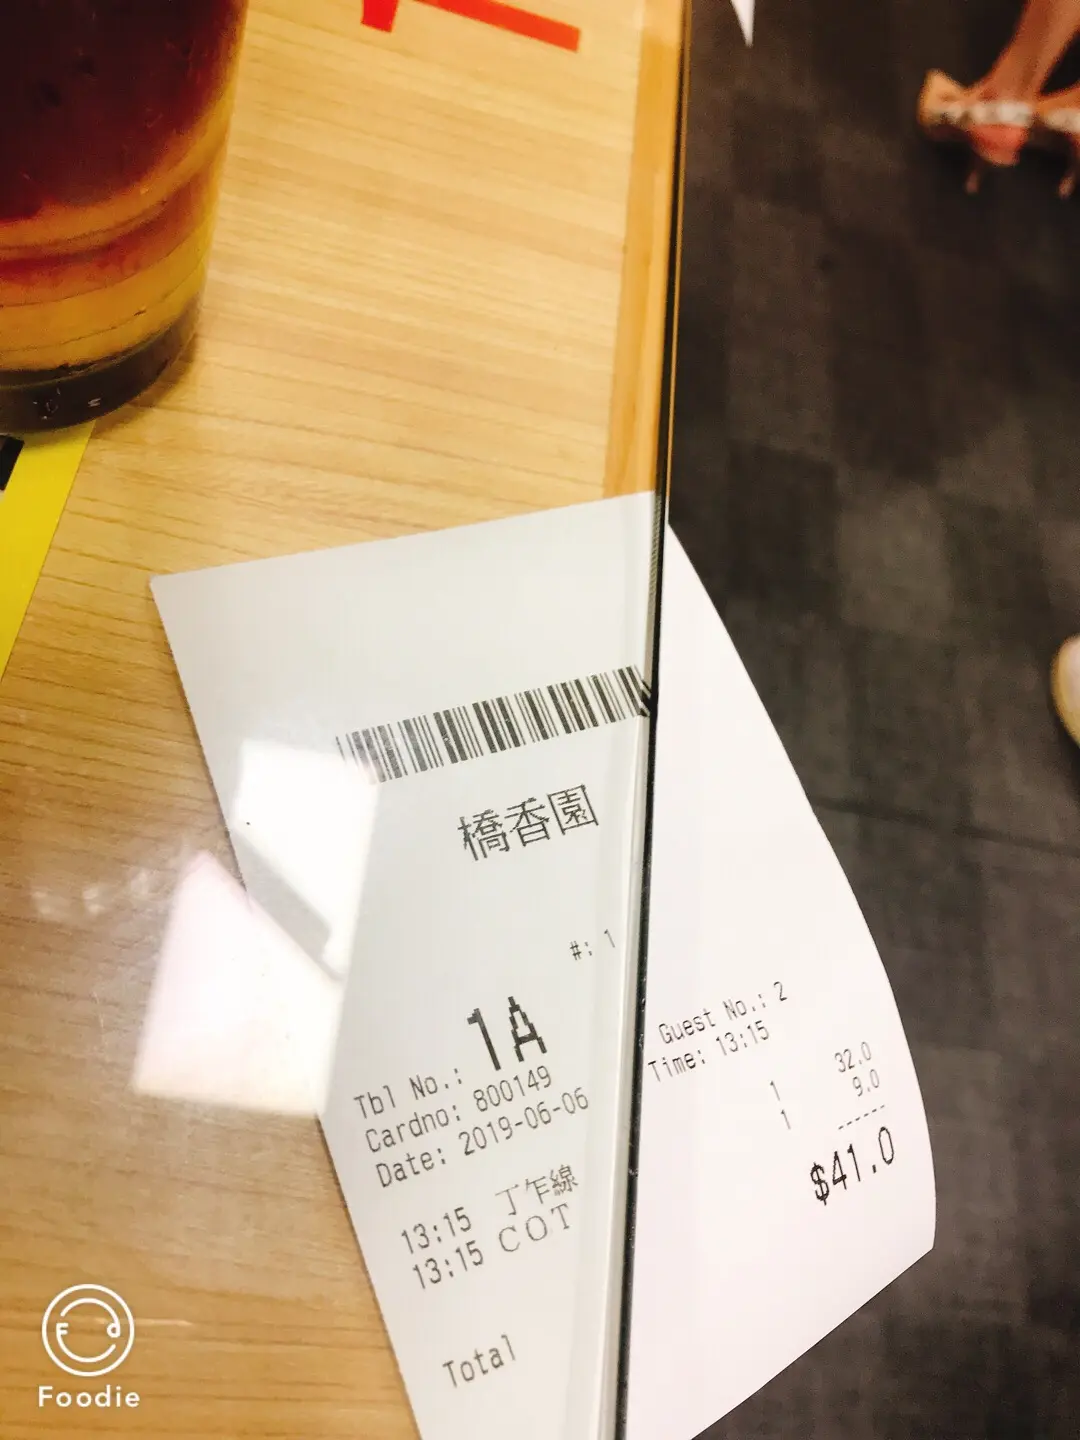 橋香園
#: 1
Tbl No.: 1A Guest No.: 2
Cardno: 800149 Time: 13:15
Date: 2019-06-06
13:15 丁乍線 1 32.0
13:15 COT 1 9.0
------
Total $41.0
Foodie